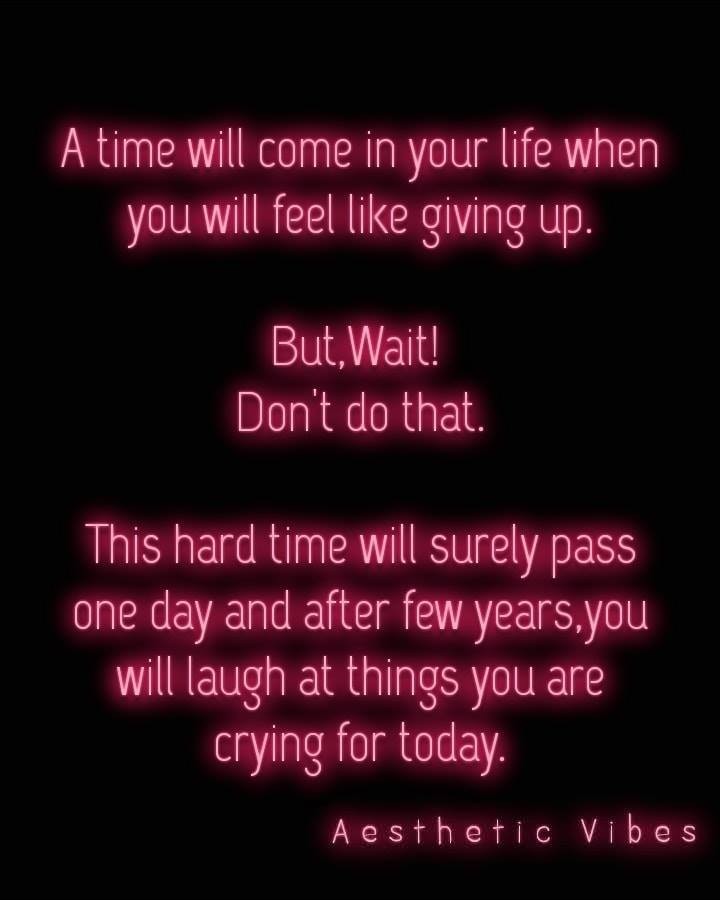 A time will come in your life when
you will feel like giving up.
But,Wait!
Don't do that.
This hard time will surely pass
one day and after few years,you
will laugh at things you are
crying for today.
Aesthetic Vibes